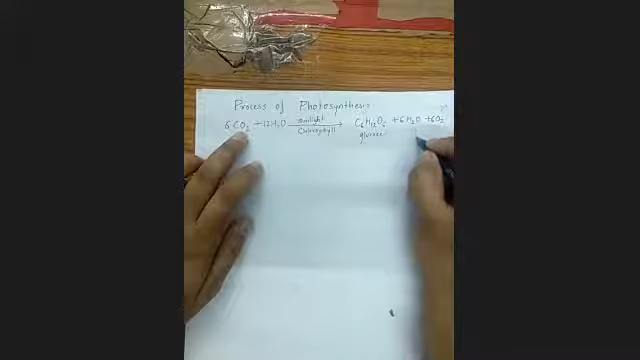 Process of Photosynthesis
6CO2 + 12H2O sunlight → Chlorophyll C6H12O6 + 6H2O + 6O2
glucose